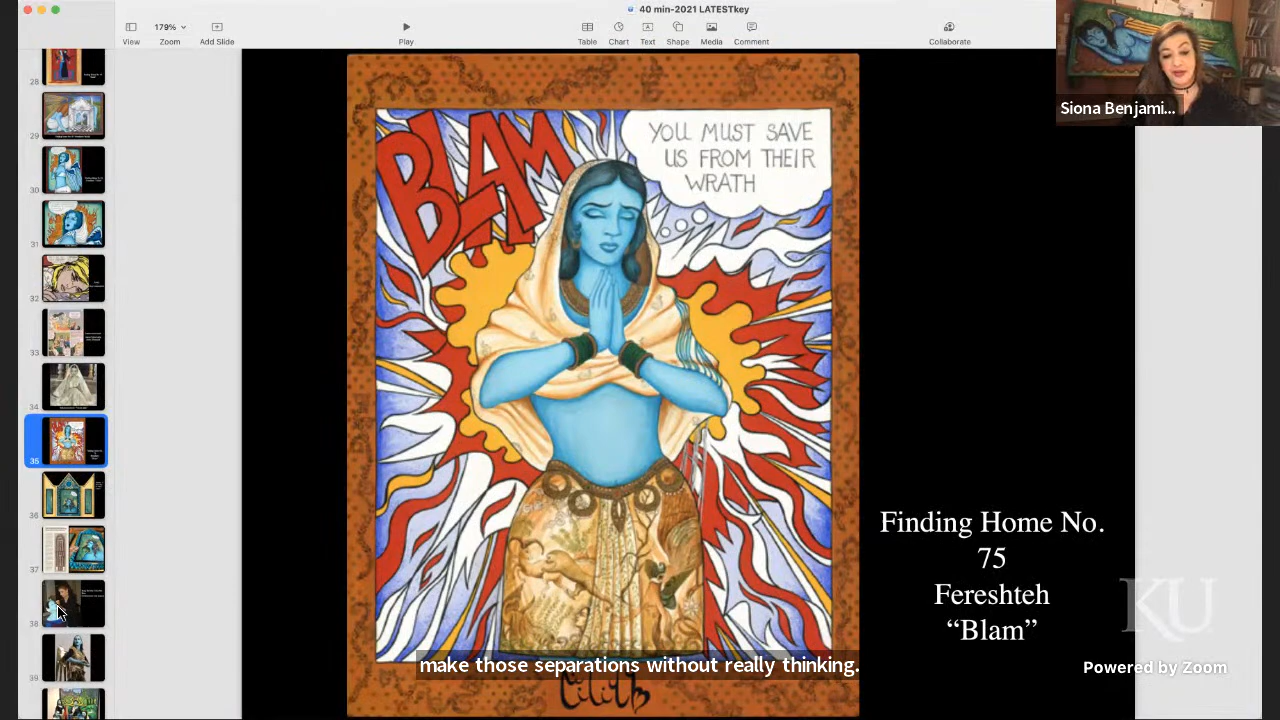 40 min-2021 LATESTkey
View
179%
Zoom
Add Slide
Play
Table
Chart
Text
Shape
Media
Comment
Collaborate
Siona Benjami...
28
29
30
31
32
33
34
35
36
37
38
39
BLAM
YOU MUST SAVE
US FROM THEIR
WRATH
Lilith
Finding Home No.
75
Fereshteh
“Blam”
KU
Powered by Zoom
make those separations without really thinking.